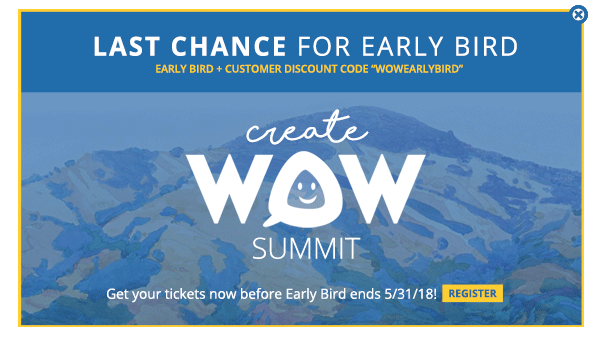 LAST CHANCE FOR EARLY BIRD
EARLY BIRD + CUSTOMER DISCOUNT CODE “WOWEARLYBIRD”
create
WOW
SUMMIT
Get your tickets now before Early Bird ends 5/31/18! REGISTER